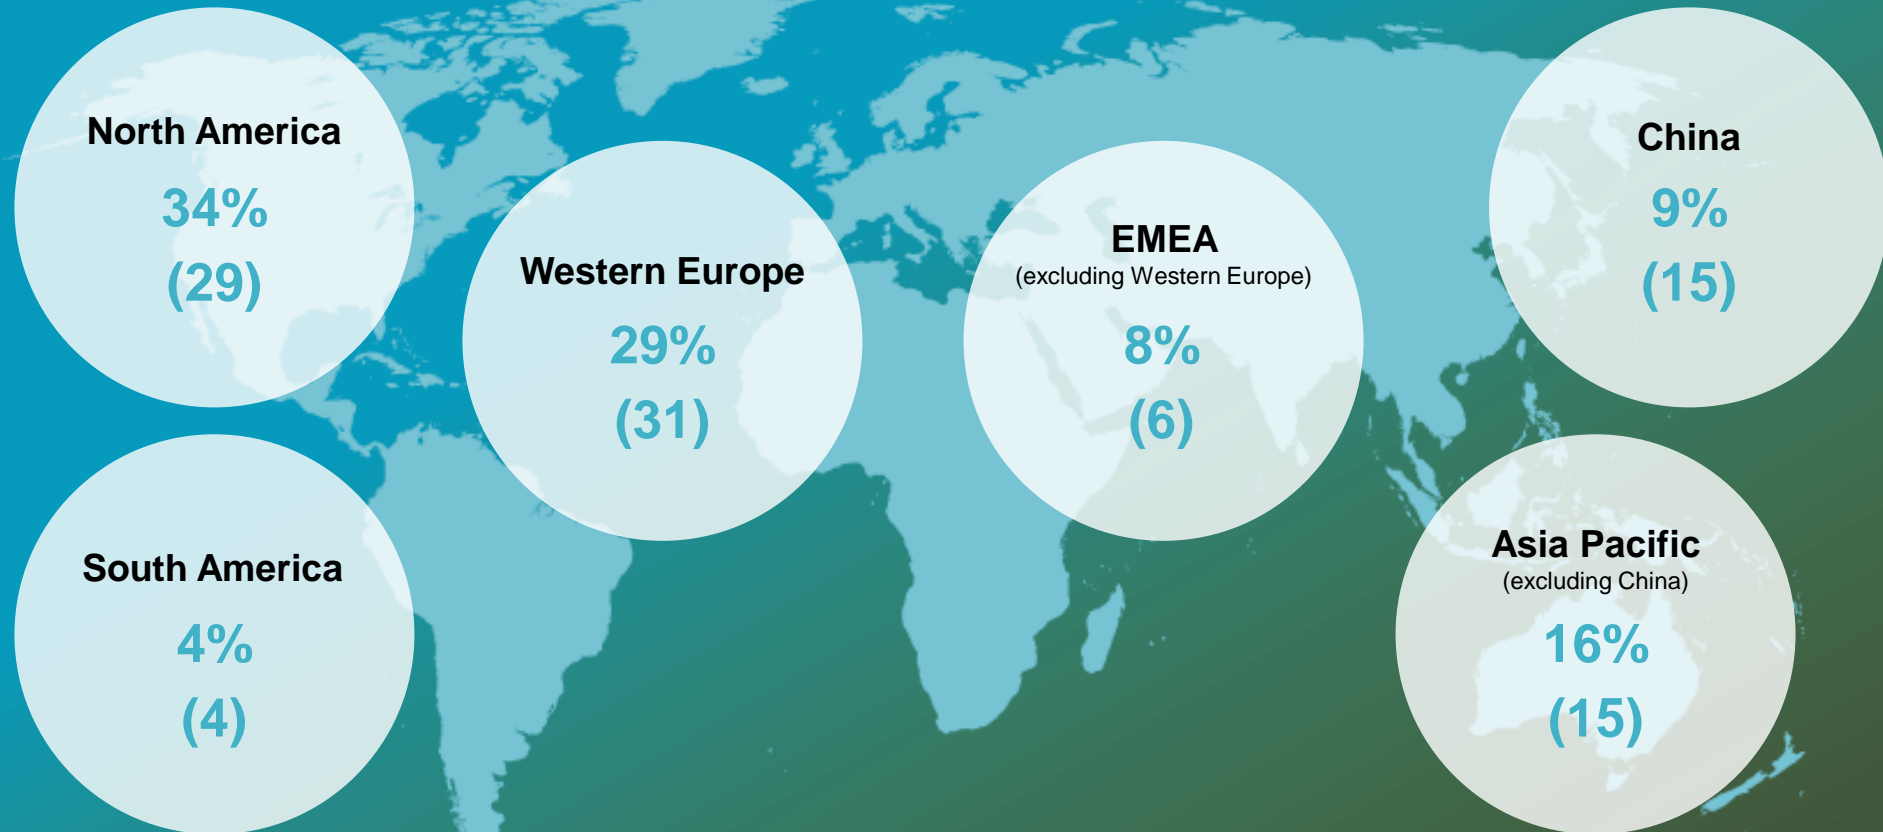 North America
34%
(29)
Western Europe
29%
(31)
EMEA
(excluding Western Europe)
8%
(6)
China
9%
(15)
South America
4%
(4)
Asia Pacific
(excluding China)
16%
(15)